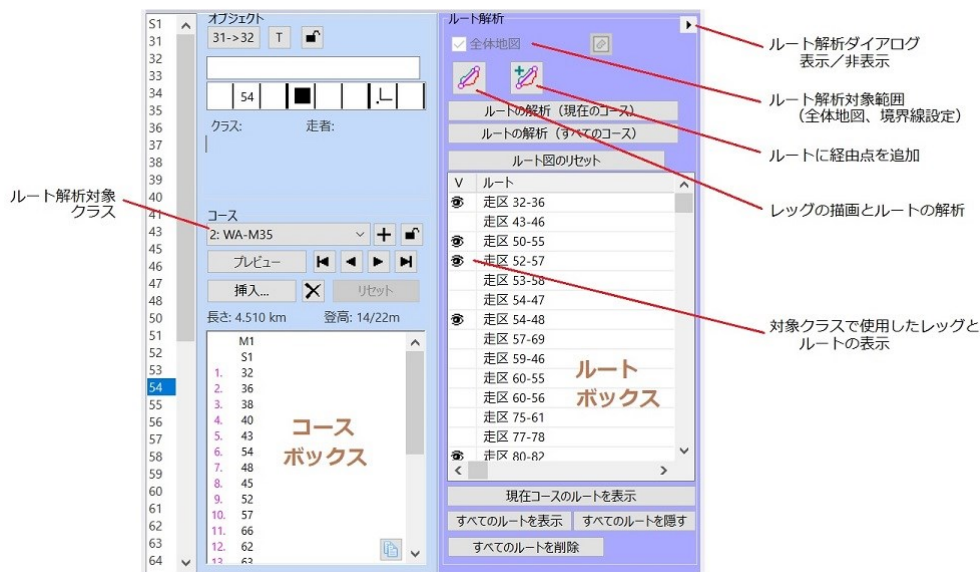 S1
31
32
33
34
35
36
37
38
39
40
41
43
45
46
47
48
50
51
52
53
54
55
56
57
58
59
60
61
62
63
64
オブジェクト
31->32 T
54
クラス: 走者:
コース
2: WA-M35
プレビュー
挿入... リセット
長さ: 4.510 km 登高: 14/22m
M1
S1
1. 32
2. 36
3. 38
4. 40
5. 43
6. 54
7. 48
8. 45
9. 52
10. 57
11. 66
12. 62
13. 63
コース
ボックス
ルート解析
全体地図
ルートの解析（現在のコース）
ルートの解析（すべてのコース）
ルート図のリセット
V ルート
走区 32-36
走区 43-46
走区 50-55
走区 52-57
走区 53-58
走区 54-47
走区 54-48
走区 57-69
走区 59-46
走区 60-55
走区 60-56
走区 75-61
走区 77-78
走区 80-82
ルート
ボックス
現在コースのルートを表示
すべてのルートを表示 すべてのルートを隠す
すべてのルートを削除
ルート解析対象
クラス
ルート解析ダイアログ
表示／非表示
ルート解析対象範囲
（全体地図、境界線設定）
ルートに経由点を追加
レッグの描画とルートの解析
対象クラスで使用したレッグと
ルートの表示